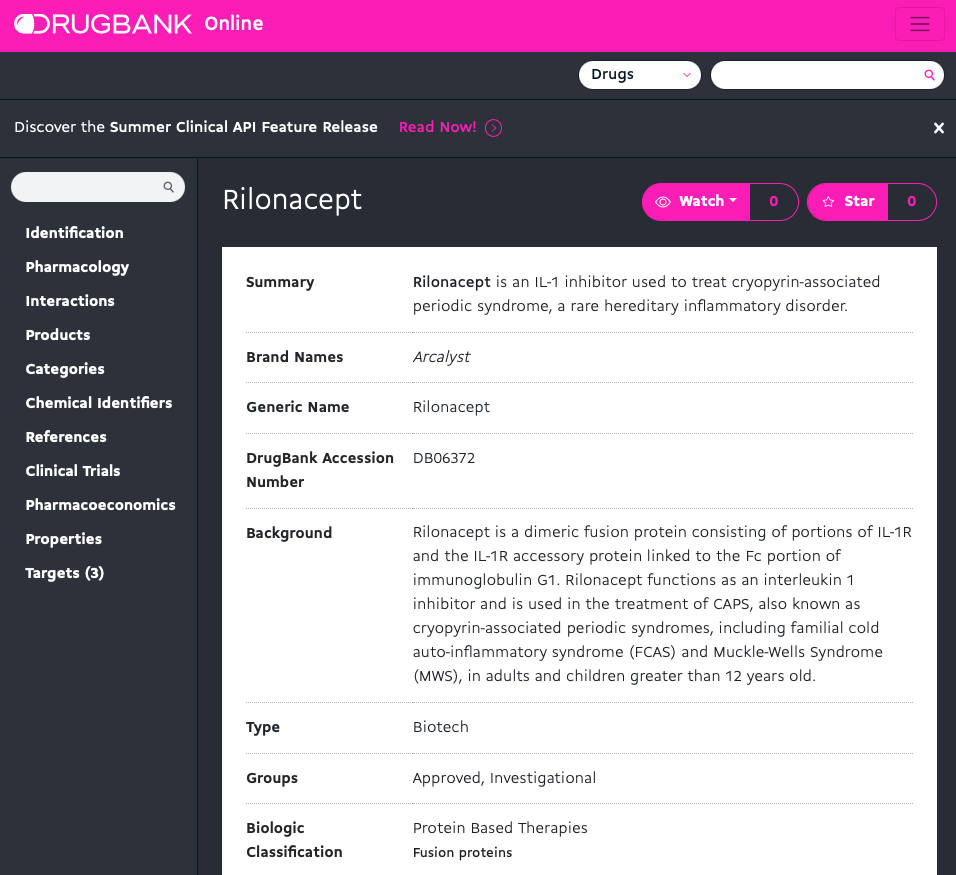 DRUGBANK Online
Drugs
Discover the Summer Clinical API Feature Release Read Now!
Rilonacept
Watch 0
Star 0
Identification
Pharmacology
Interactions
Products
Categories
Chemical Identifiers
References
Clinical Trials
Pharmacoeconomics
Properties
Targets (3)
Summary
Rilonacept is an IL-1 inhibitor used to treat cryopyrin-associated
periodic syndrome, a rare hereditary inflammatory disorder.
Brand Names
Arcalyst
Generic Name
Rilonacept
DrugBank Accession
Number
DB06372
Background
Rilonacept is a dimeric fusion protein consisting of portions of IL-1R
and the IL-1R accessory protein linked to the Fc portion of
immunoglobulin G1. Rilonacept functions as an interleukin 1
inhibitor and is used in the treatment of CAPS, also known as
cryopyrin-associated periodic syndromes, including familial cold
auto-inflammatory syndrome (FCAS) and Muckle-Wells Syndrome
(MWS), in adults and children greater than 12 years old.
Type
Biotech
Groups
Approved, Investigational
Biologic
Classification
Protein Based Therapies
Fusion proteins